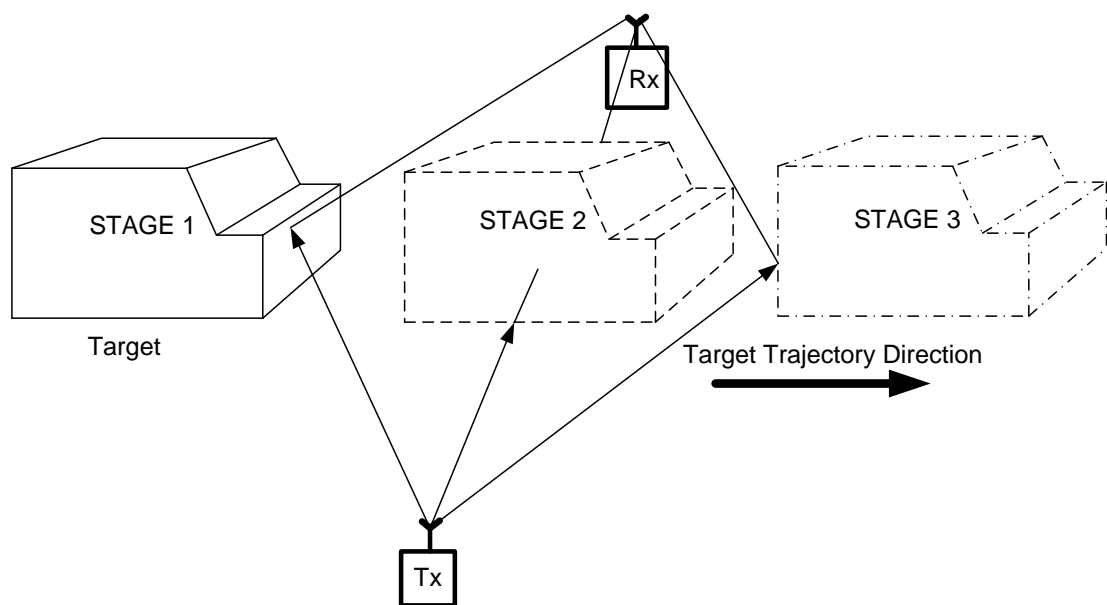 Rx
STAGE 1
STAGE 2
STAGE 3
Target
Target Trajectory Direction
Tx